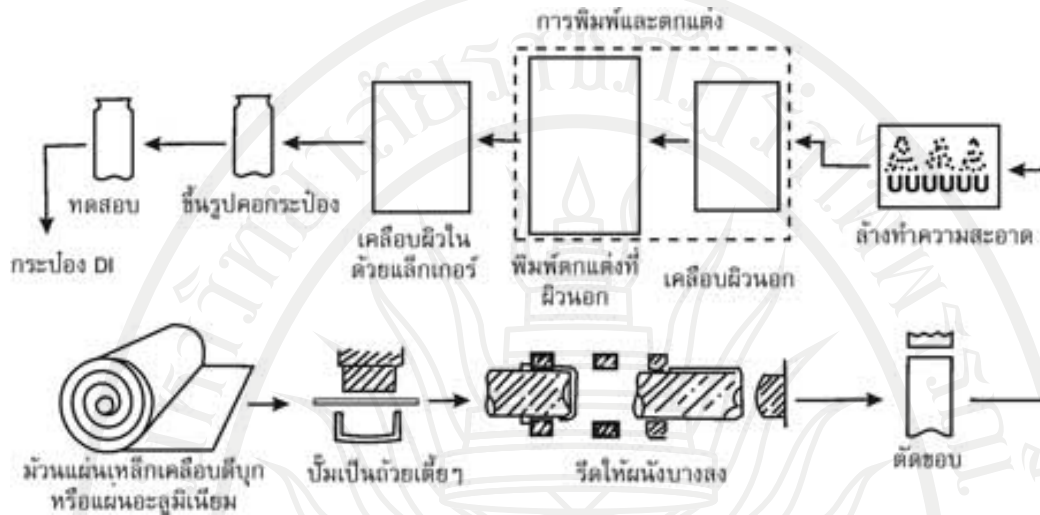 การพิมพ์และตกแต่ง
ทดสอบ
ขึ้นรูปคอกระป๋อง
เคลือบผิวใน
ด้วยแล็กเกอร์
พิมพ์ตกแต่งที่
ผิวนอก
เคลือบผิวนอก
ล้างทำความสะอาด
กระป๋อง DI
ม้วนแผ่นเหล็กเคลือบดีบุก
หรือแผ่นอะลูมิเนียม
ปั๊มเป็นถ้วยเตี้ยๆ
รีดให้ผนังบางลง
ตัดขอบ